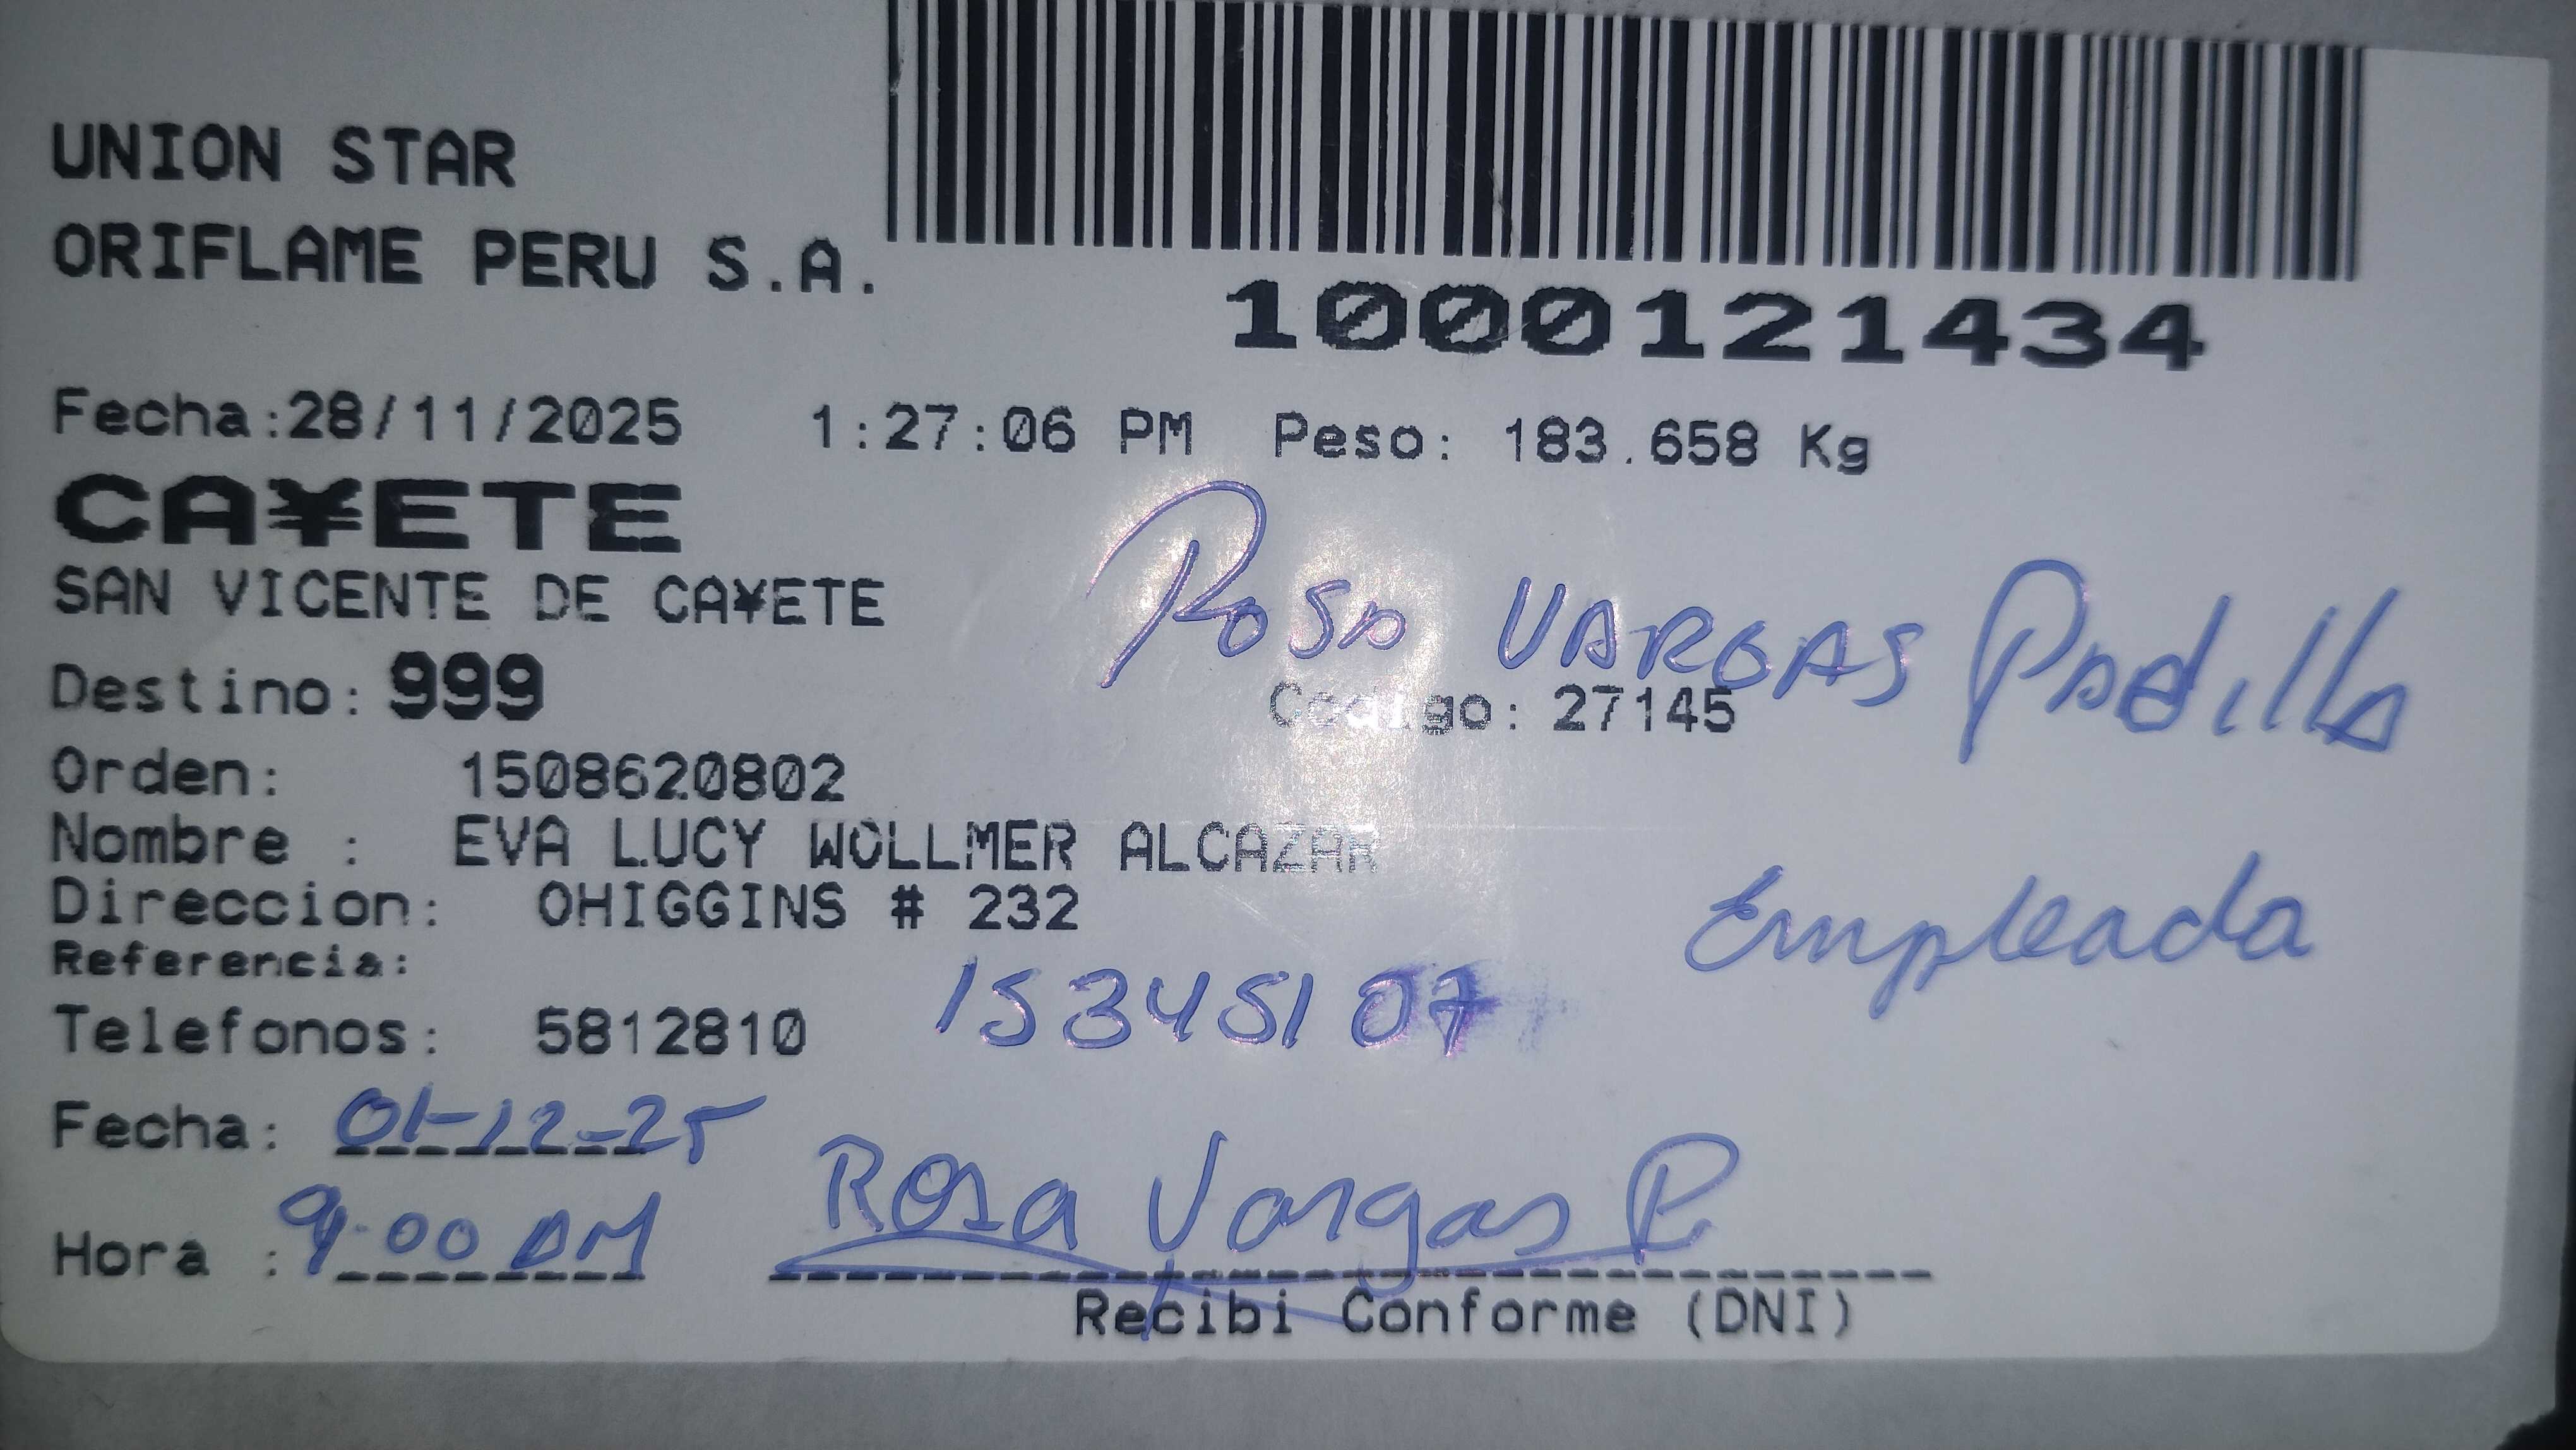 UNION STAR
ORIFLAME PERU S.A.
1000121434
Fecha:28/11/2025 1:27:06 PM Peso: 183.658 Kg
CA¥ETE
SAN VICENTE DE CA¥ETE
Rosa VARGAS Padilla
Destino: 999 Codigo: 27145
Orden: 1508620802
Nombre : EVA LUCY WOLLMER ALCAZAR
Direccion: OHIGGINS # 232
Empleada
Referencia:
15345107
Telefonos: 5812810
Fecha: 01-12-25
Rosa Vargas P
Hora : 9:00 AM
Recibi Conforme (DNI)